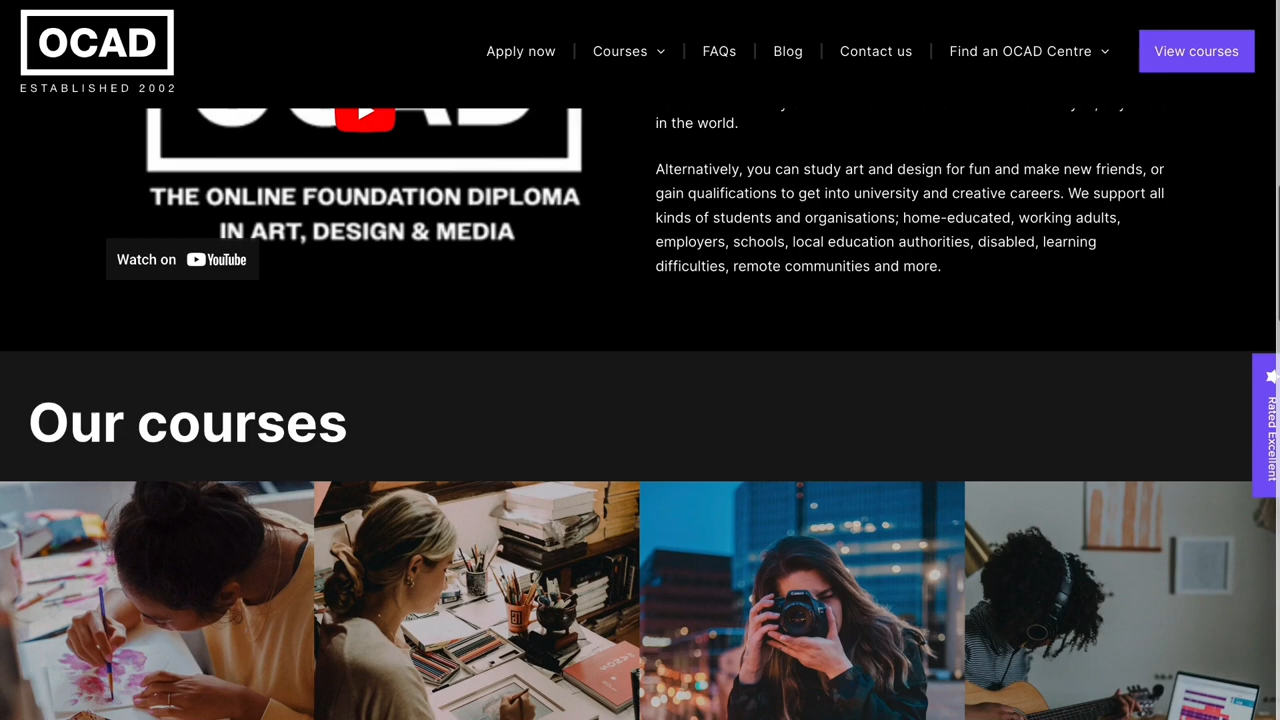 OCAD
ESTABLISHED 2002
Apply now
Courses
FAQs
Blog
Contact us
Find an OCAD Centre
View courses
THE ONLINE FOUNDATION DIPLOMA
IN ART, DESIGN & MEDIA
Watch on YouTube
in the world.
Alternatively, you can study art and design for fun and make new friends, or
gain qualifications to get into university and creative careers. We support all
kinds of students and organisations; home-educated, working adults,
employers, schools, local education authorities, disabled, learning
difficulties, remote communities and more.
Rated Excellent
Our courses